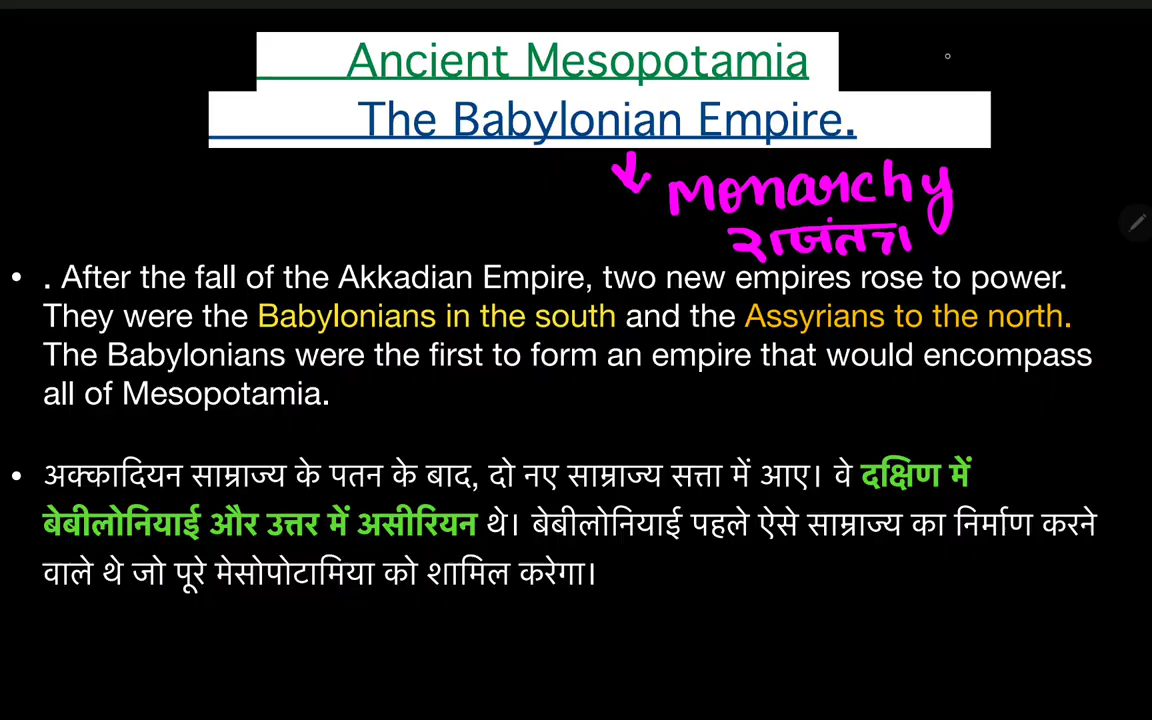 Ancient Mesopotamia
The Babylonian Empire.
Monarchy
राजतंत्र
• . After the fall of the Akkadian Empire, two new empires rose to power.
They were the Babylonians in the south and the Assyrians to the north.
The Babylonians were the first to form an empire that would encompass
all of Mesopotamia.
• अक्कादियन साम्राज्य के पतन के बाद, दो नए साम्राज्य सत्ता में आए। वे दक्षिण में
बेबीलोनियाई और उत्तर में असीरियन थे। बेबीलोनियाई पहले ऐसे साम्राज्य का निर्माण करने
वाले थे जो पूरे मेसोपोटामिया को शामिल करेगा।